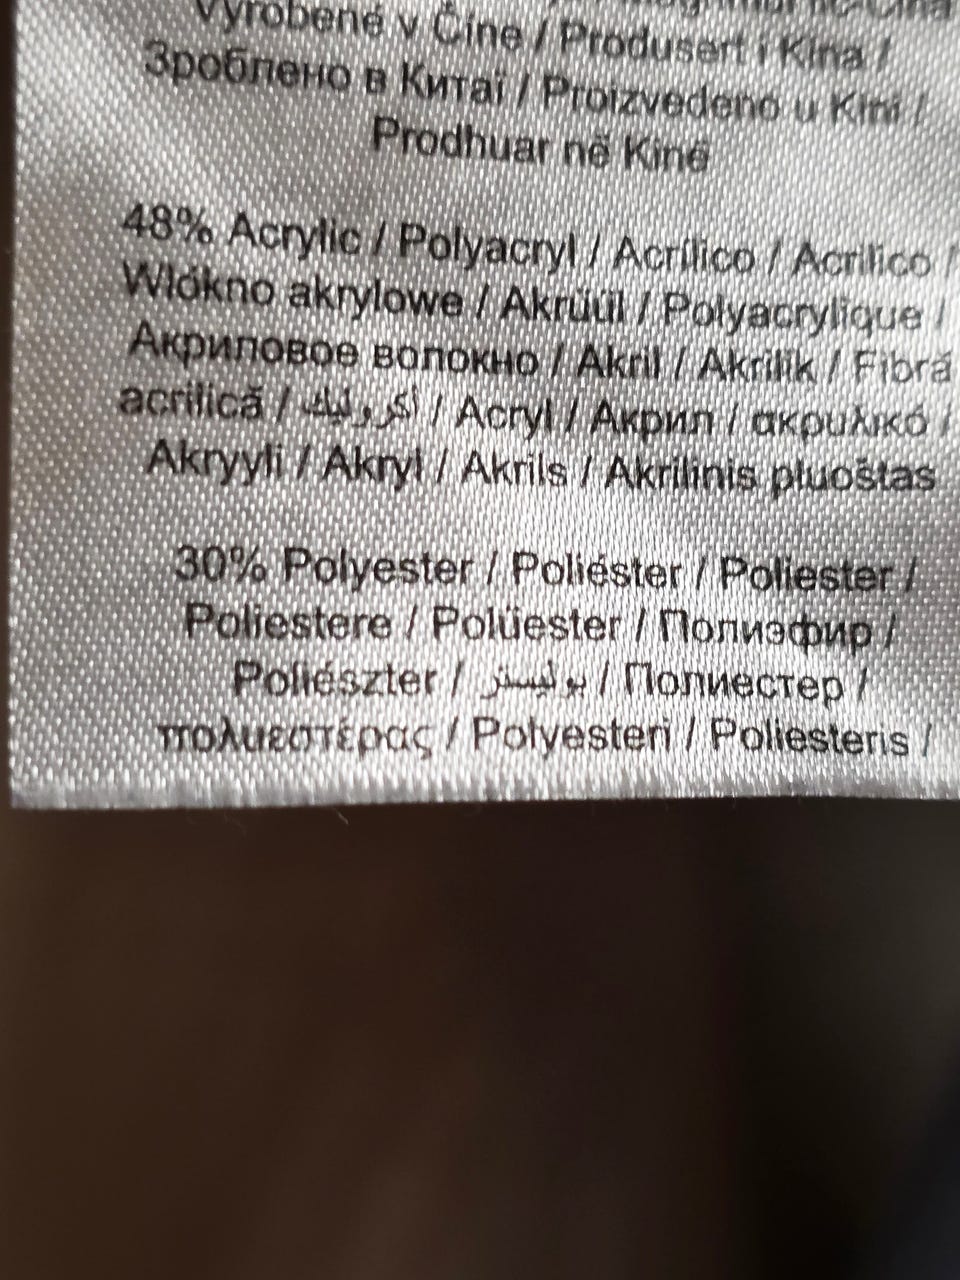 Vyrobené v Číne / Produsert i Kina /
Зроблено в Китаї / Proizvedeno u Kini /
Prodhuar në Kinë
48% Acrylic / Polyacryl / Acrílico / Acrilico /
Wlókno akrylowe / Akrüül / Polyacrylique /
Акриловое волокно / Akril / Akrilik / Fibră
acrilică / أكروليك / Acryl / Акрил / ακρυλικό /
Akryyli / Akryl / Akrils / Akrilinis pluoštas
30% Polyester / Poliéster / Poliester /
Poliestere / Polüester / Полиэфир /
Poliészter / بوليستر / Полиестер /
πολυεστέρας / Polyesteri / Poliesteris /